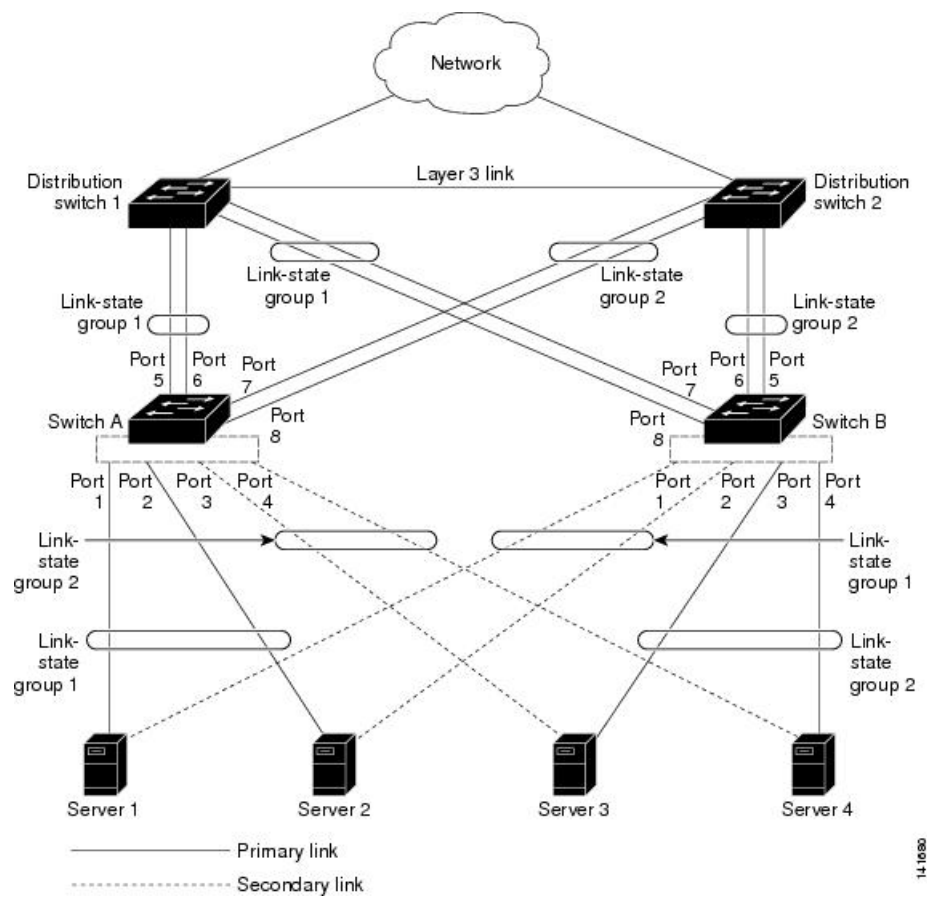 Network
Layer 3 link
Distribution
switch 1
Distribution
switch 2
Link-state
group 1
Link-state
group 2
Link-state
group 1
Link-state
group 2
Port
5
Port
6
Port
7
Port
8
Port
7
Port
6
Port
5
Port
8
Switch A
Switch B
Port
1
Port
2
Port
3
Port
4
Port
1
Port
2
Port
3
Port
4
Link-
state
group 2
Link-
state
group 1
Link-
state
group 1
Link-
state
group 2
Server 1
Server 2
Server 3
Server 4
Primary link
Secondary link
141680